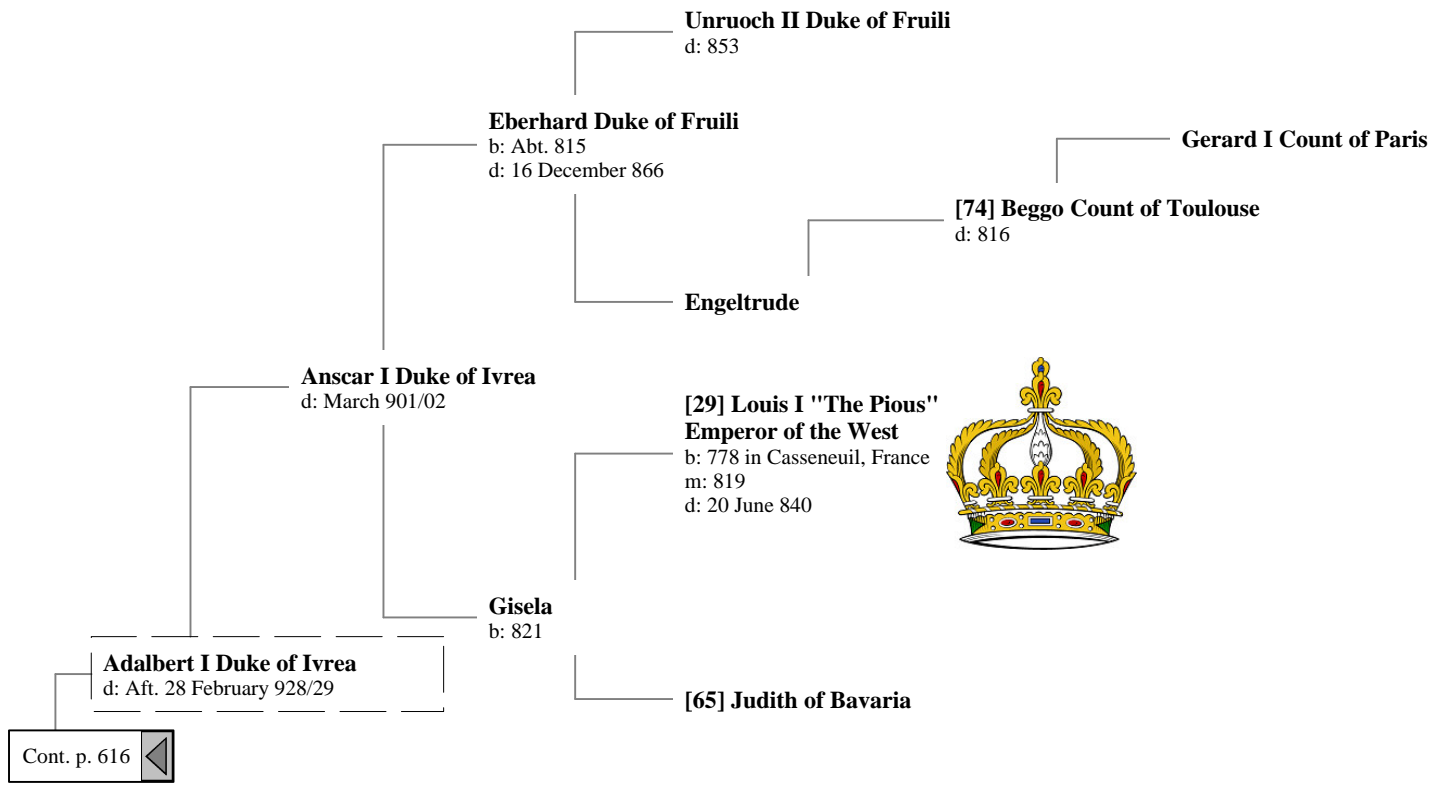 Unruoch II Duke of Fruili
d: 853
Eberhard Duke of Fruili
b: Abt. 815
d: 16 December 866
Gerard I Count of Paris
[74] Beggo Count of Toulouse
d: 816
Engeltrude
Anscar I Duke of Ivrea
d: March 901/02
[29] Louis I "The Pious"
Emperor of the West
b: 778 in Casseneuil, France
m: 819
d: 20 June 840
Gisela
b: 821
Adalbert I Duke of Ivrea
d: Aft. 28 February 928/29
[65] Judith of Bavaria
Cont. p. 616